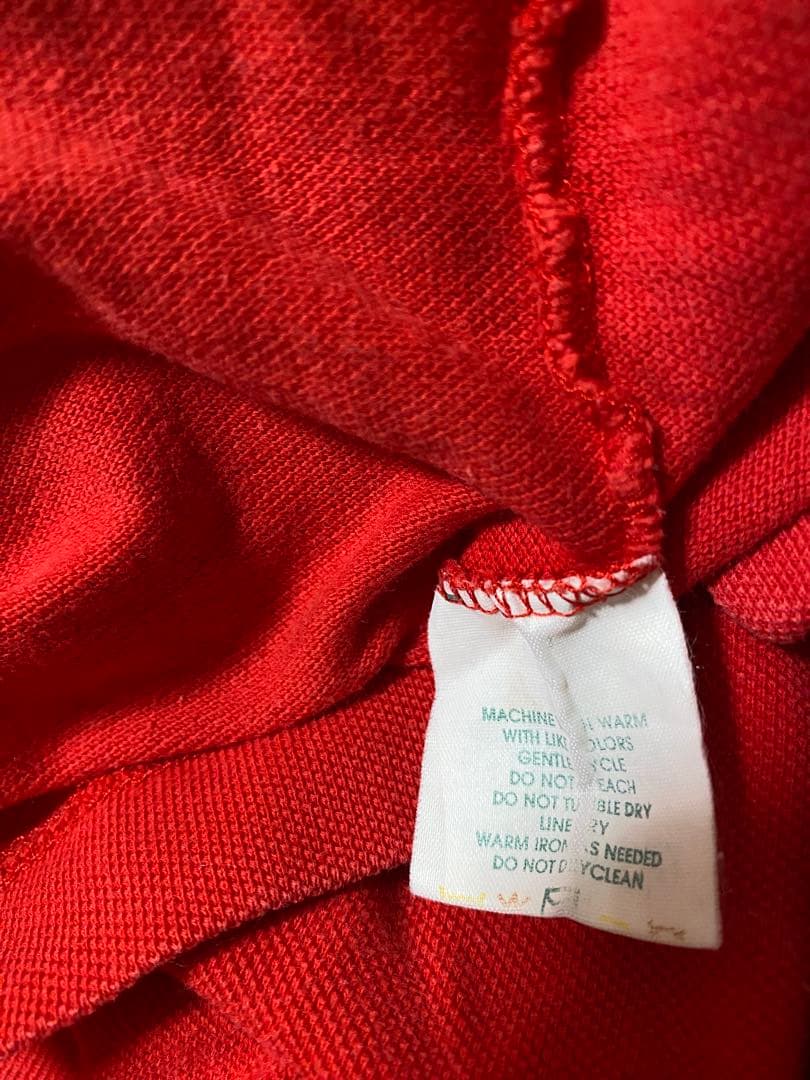 MACHINE WARM
WITH LIKE COLORS
GENTLE CYCLE
DO NOT BLEACH
DO NOT TUMBLE DRY
LINE DRY
WARM IRON AS NEEDED
DO NOT DRYCLEAN